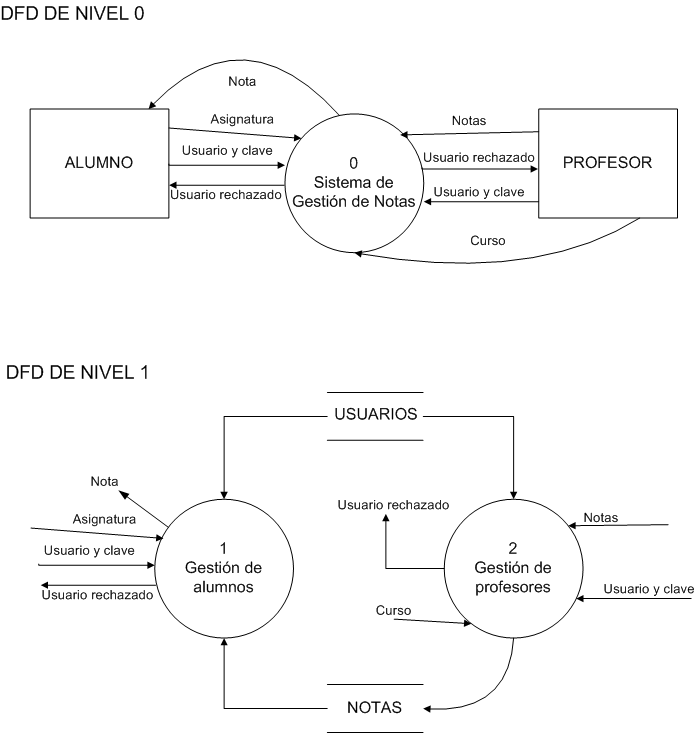 DFD DE NIVEL 0
Nota
Asignatura
Notas
ALUMNO
Usuario y clave
0
Sistema de
Gestión de Notas
Usuario rechazado
PROFESOR
Usuario rechazado
Usuario y clave
Curso
DFD DE NIVEL 1
USUARIOS
Nota
Usuario rechazado
Asignatura
Notas
Usuario y clave
1
Gestión de
alumnos
2
Gestión de
profesores
Usuario rechazado
Usuario y clave
Curso
NOTAS